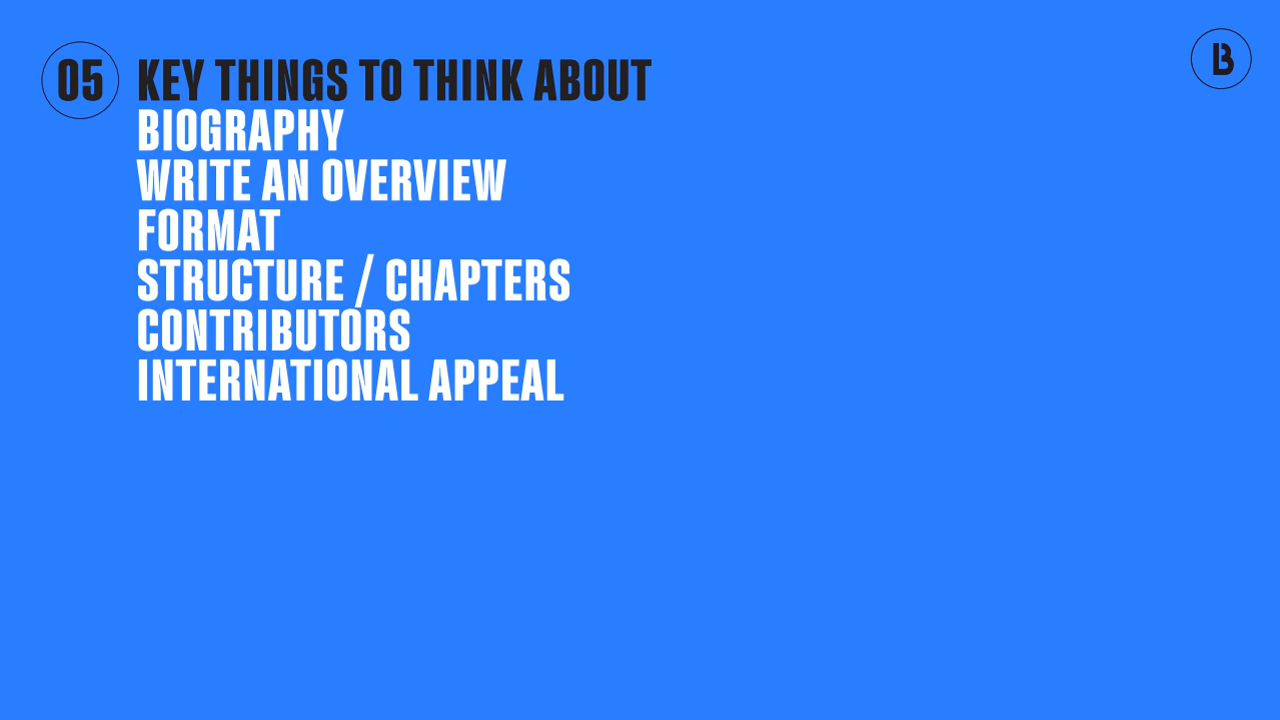 05 KEY THINGS TO THINK ABOUT
BIOGRAPHY
WRITE AN OVERVIEW
FORMAT
STRUCTURE / CHAPTERS
CONTRIBUTORS
INTERNATIONAL APPEAL
B